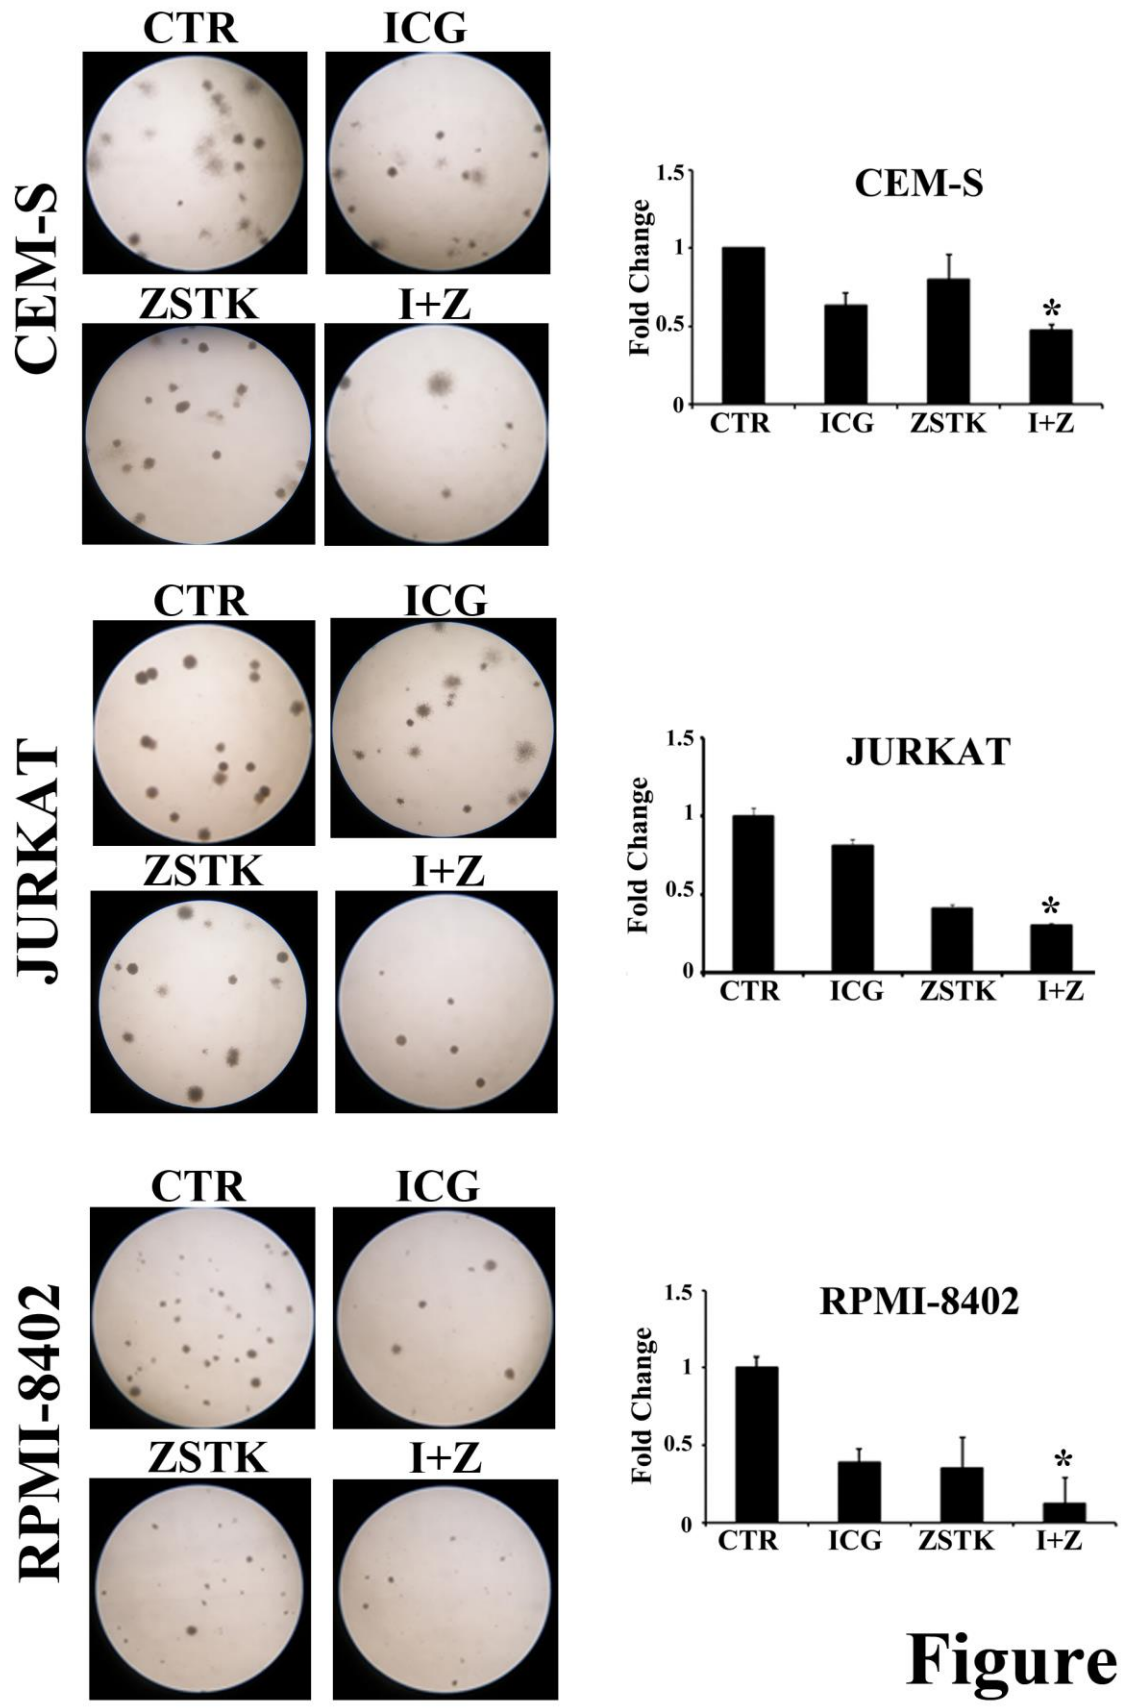 CTR ICG
CEM-S
ZSTK I+Z
CEM-S
Fold Change
1.5
1
0.5
0
CTR ICG ZSTK I+Z
*
CTR ICG
JURKAT
ZSTK I+Z
JURKAT
Fold Change
1.5
1
0.5
0
CTR ICG ZSTK I+Z
*
CTR ICG
RPMI-8402
ZSTK I+Z
RPMI-8402
Fold Change
1.5
1
0.5
0
CTR ICG ZSTK I+Z
*
Figure